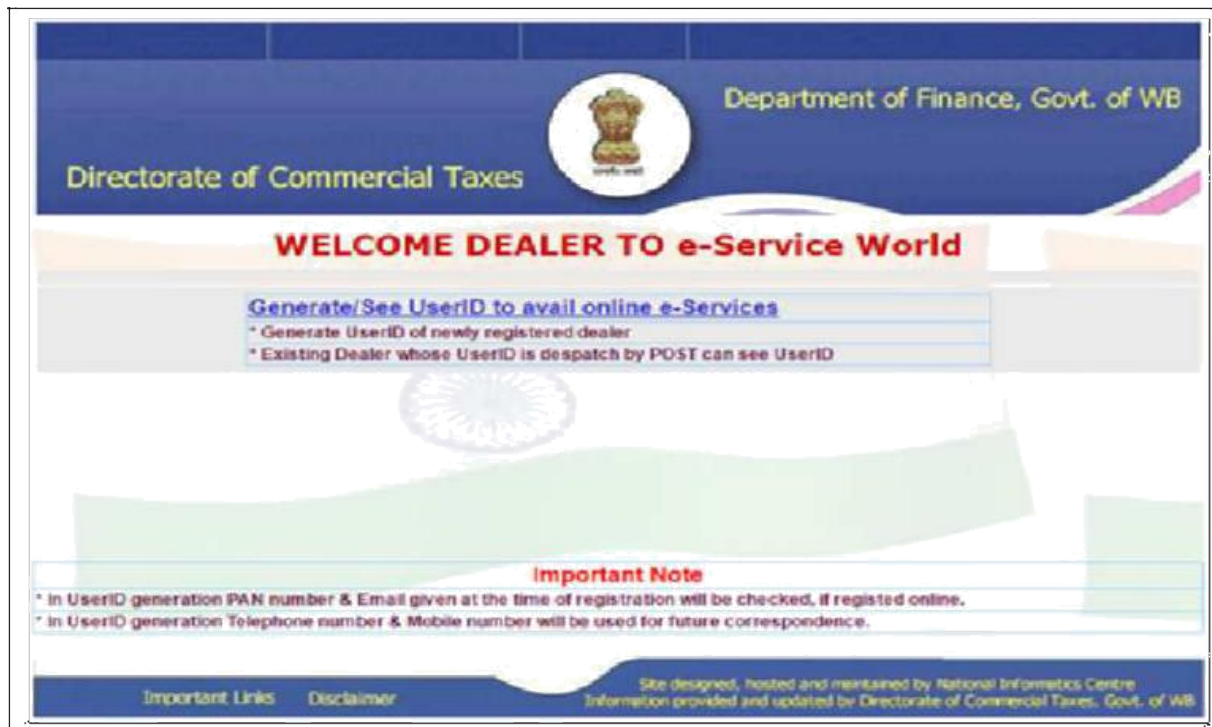 Department of Finance, Govt. of WB
Directorate of Commercial Taxes
WELCOME DEALER TO e-Service World
Generate/See UserID to avail online e-Services
* Generate UserID of newly registered dealer
* Existing Dealer whose UserID is despatch by POST can see UserID
Important Note
* In UserID generation PAN number & Email given at the time of registration will be checked, if registed online.
* In UserID generation Telephone number & Mobile number will be used for future correspondence.
Important Links Disclaimer
Site designed, hosted and maintained by National Informatics Centre
Information provided and updated by Directorate of Commercial Taxes, Govt. of WB